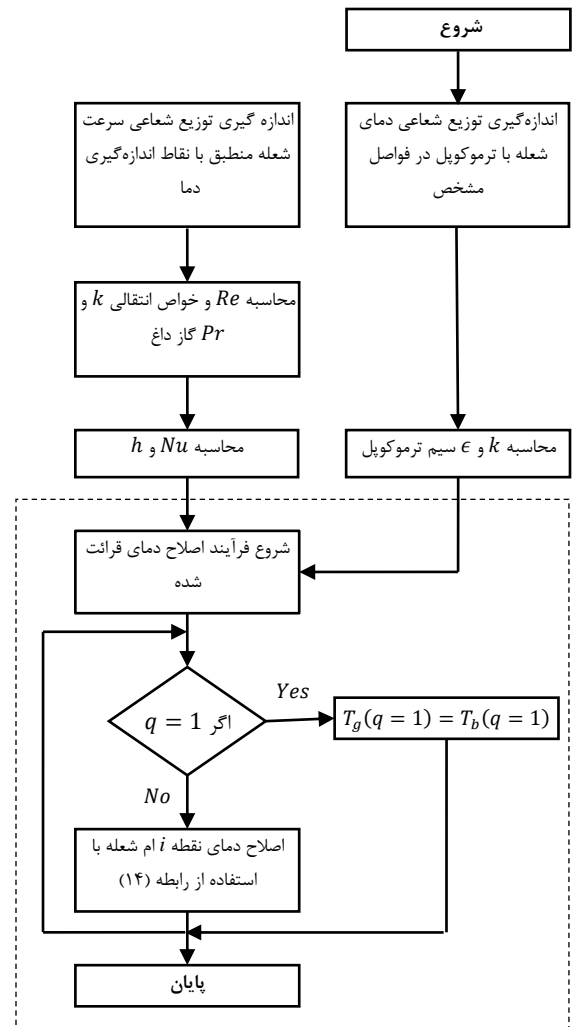 شروع
اندازه‌گیری توزیع شعاعی دمای
شعله با ترموکوپل در فواصل
مشخص
اندازه گیری توزیع شعاعی سرعت
شعله منطبق با نقاط اندازه‌گیری
دما
محاسبه Re و خواص انتقالی k و
Pr گاز داغ
محاسبه Nu و h
محاسبه k و ϵ سیم ترموکوپل
شروع فرآیند اصلاح دمای قرائت
شده
اگر q = 1
Yes
T_g(q = 1) = T_b(q = 1)
No
اصلاح دمای نقطه i ام شعله با
استفاده از رابطه (۱۴)
پایان